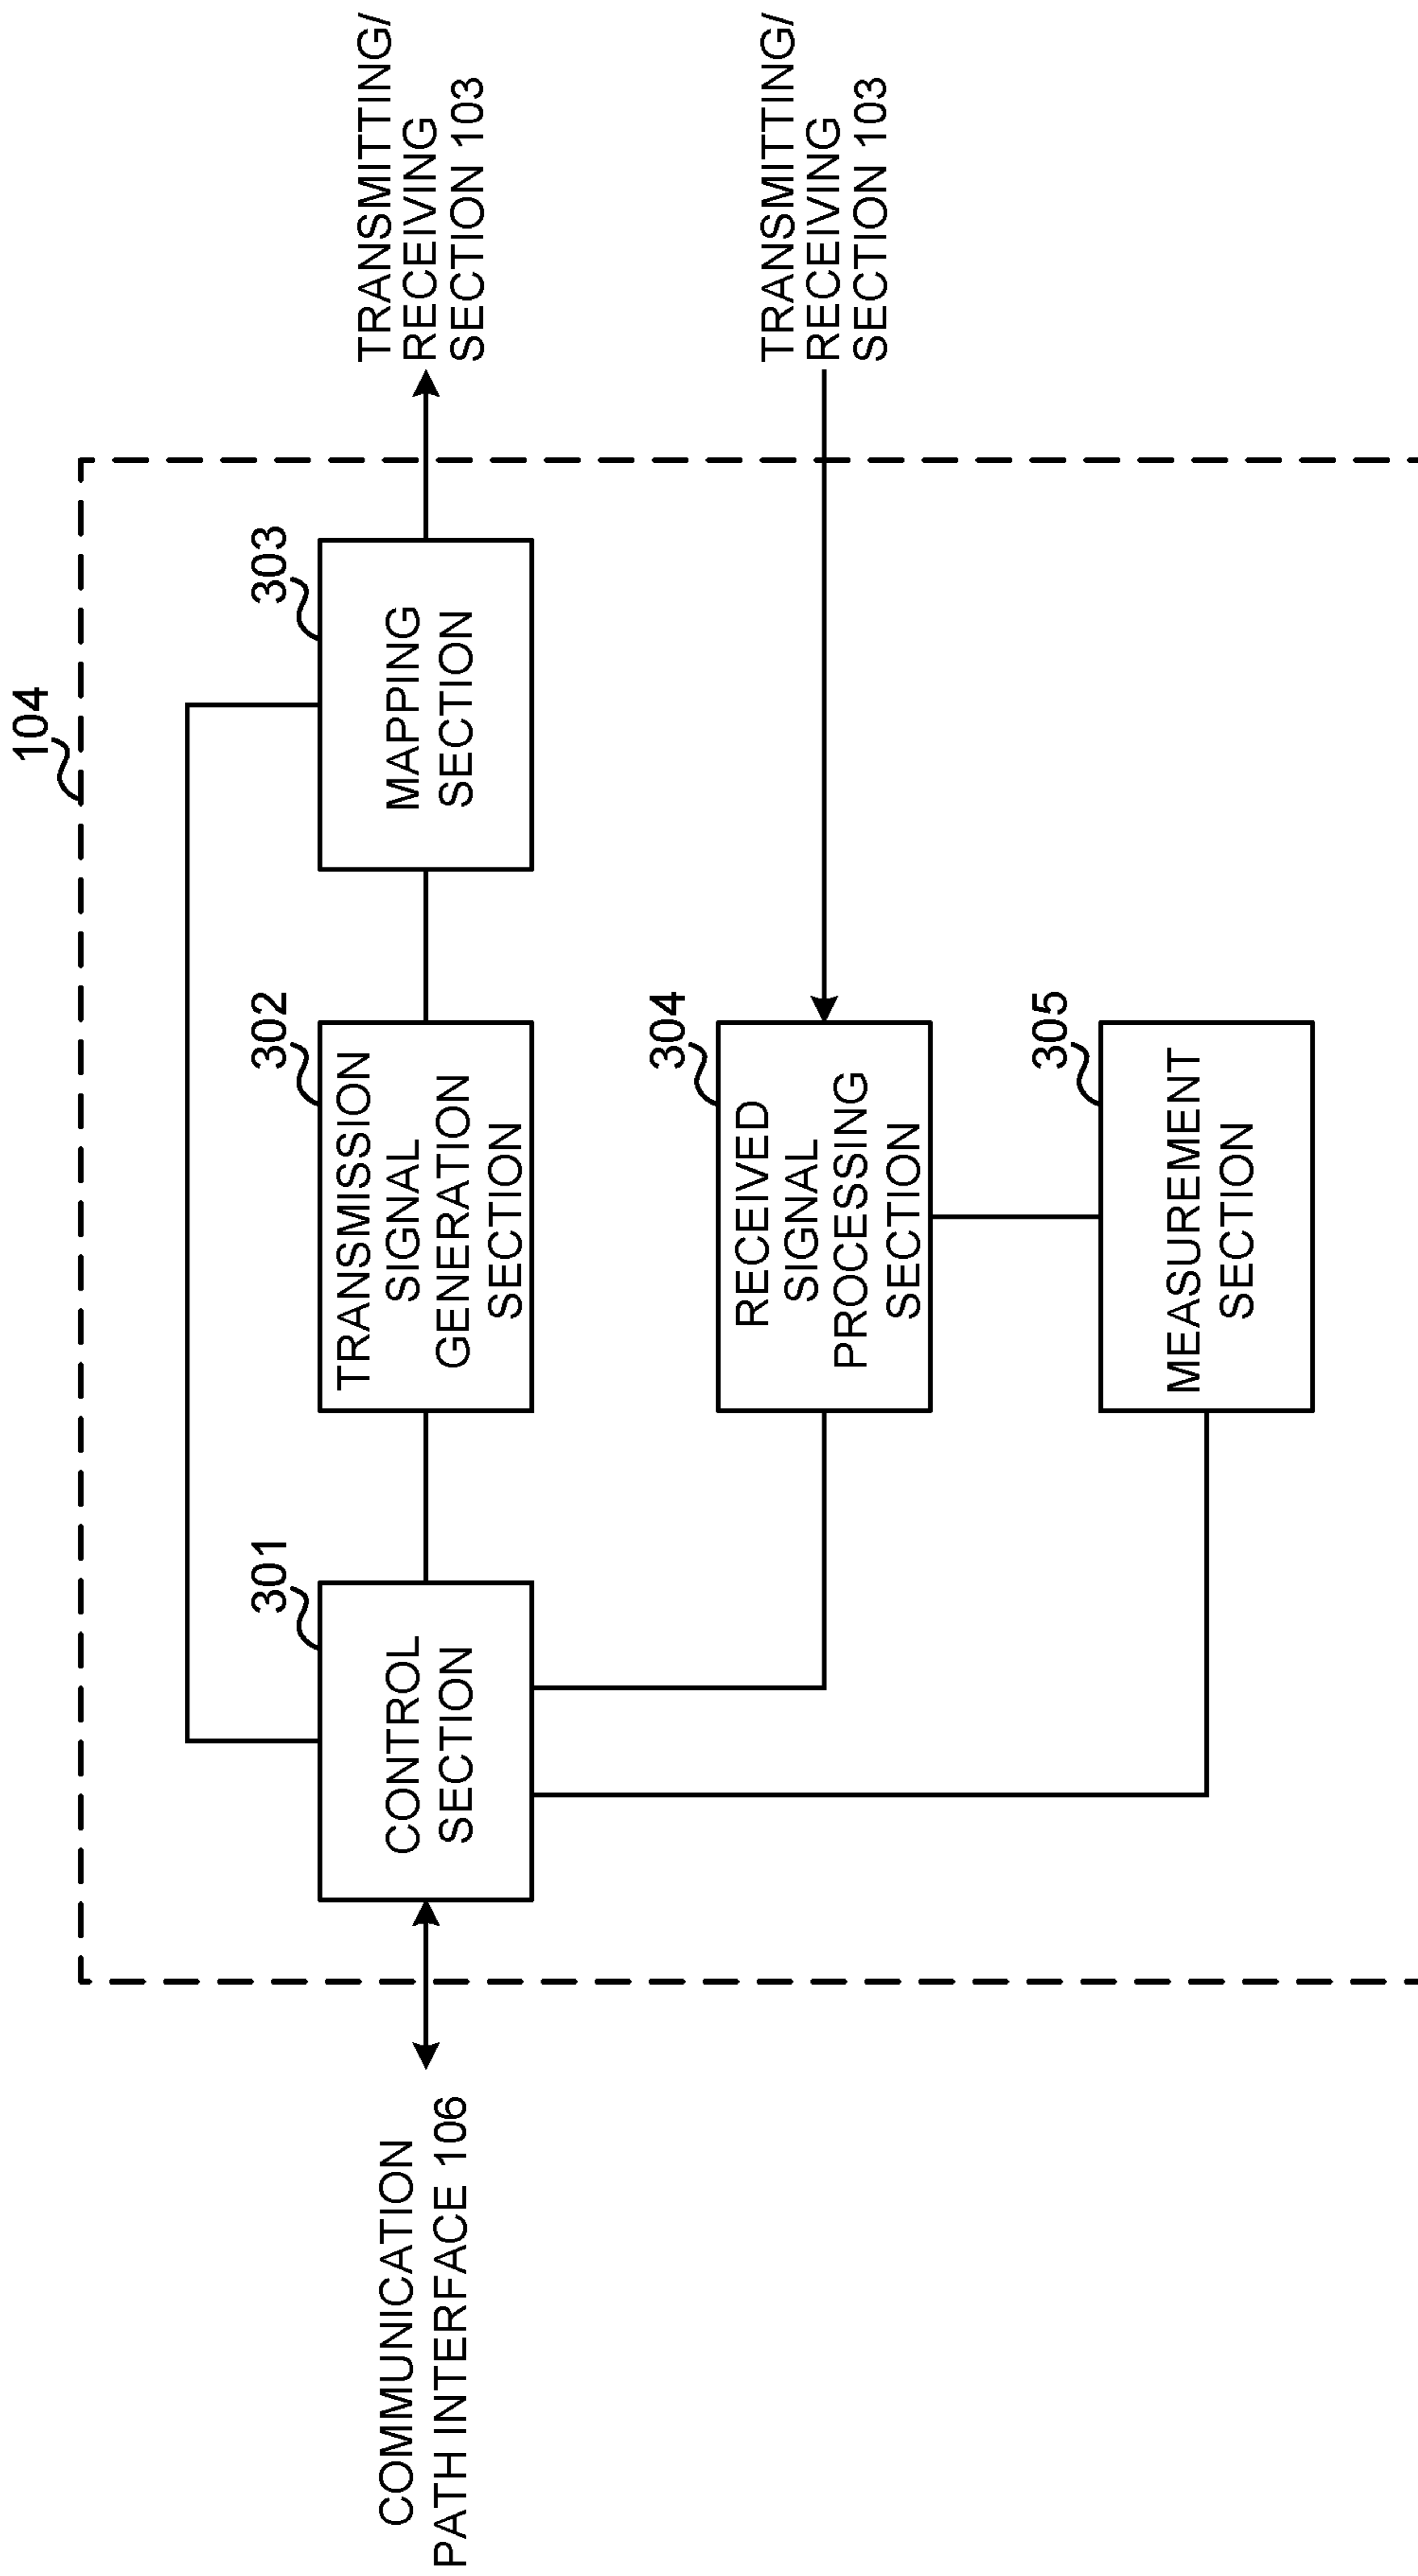 104
301
302
303
CONTROL
SECTION
TRANSMISSION
SIGNAL
GENERATION
SECTION
MAPPING
SECTION
COMMUNICATION
PATH INTERFACE 106
TRANSMITTING/
RECEIVING
SECTION 103
304
RECEIVED
SIGNAL
PROCESSING
SECTION
TRANSMITTING/
RECEIVING
SECTION 103
305
MEASUREMENT
SECTION